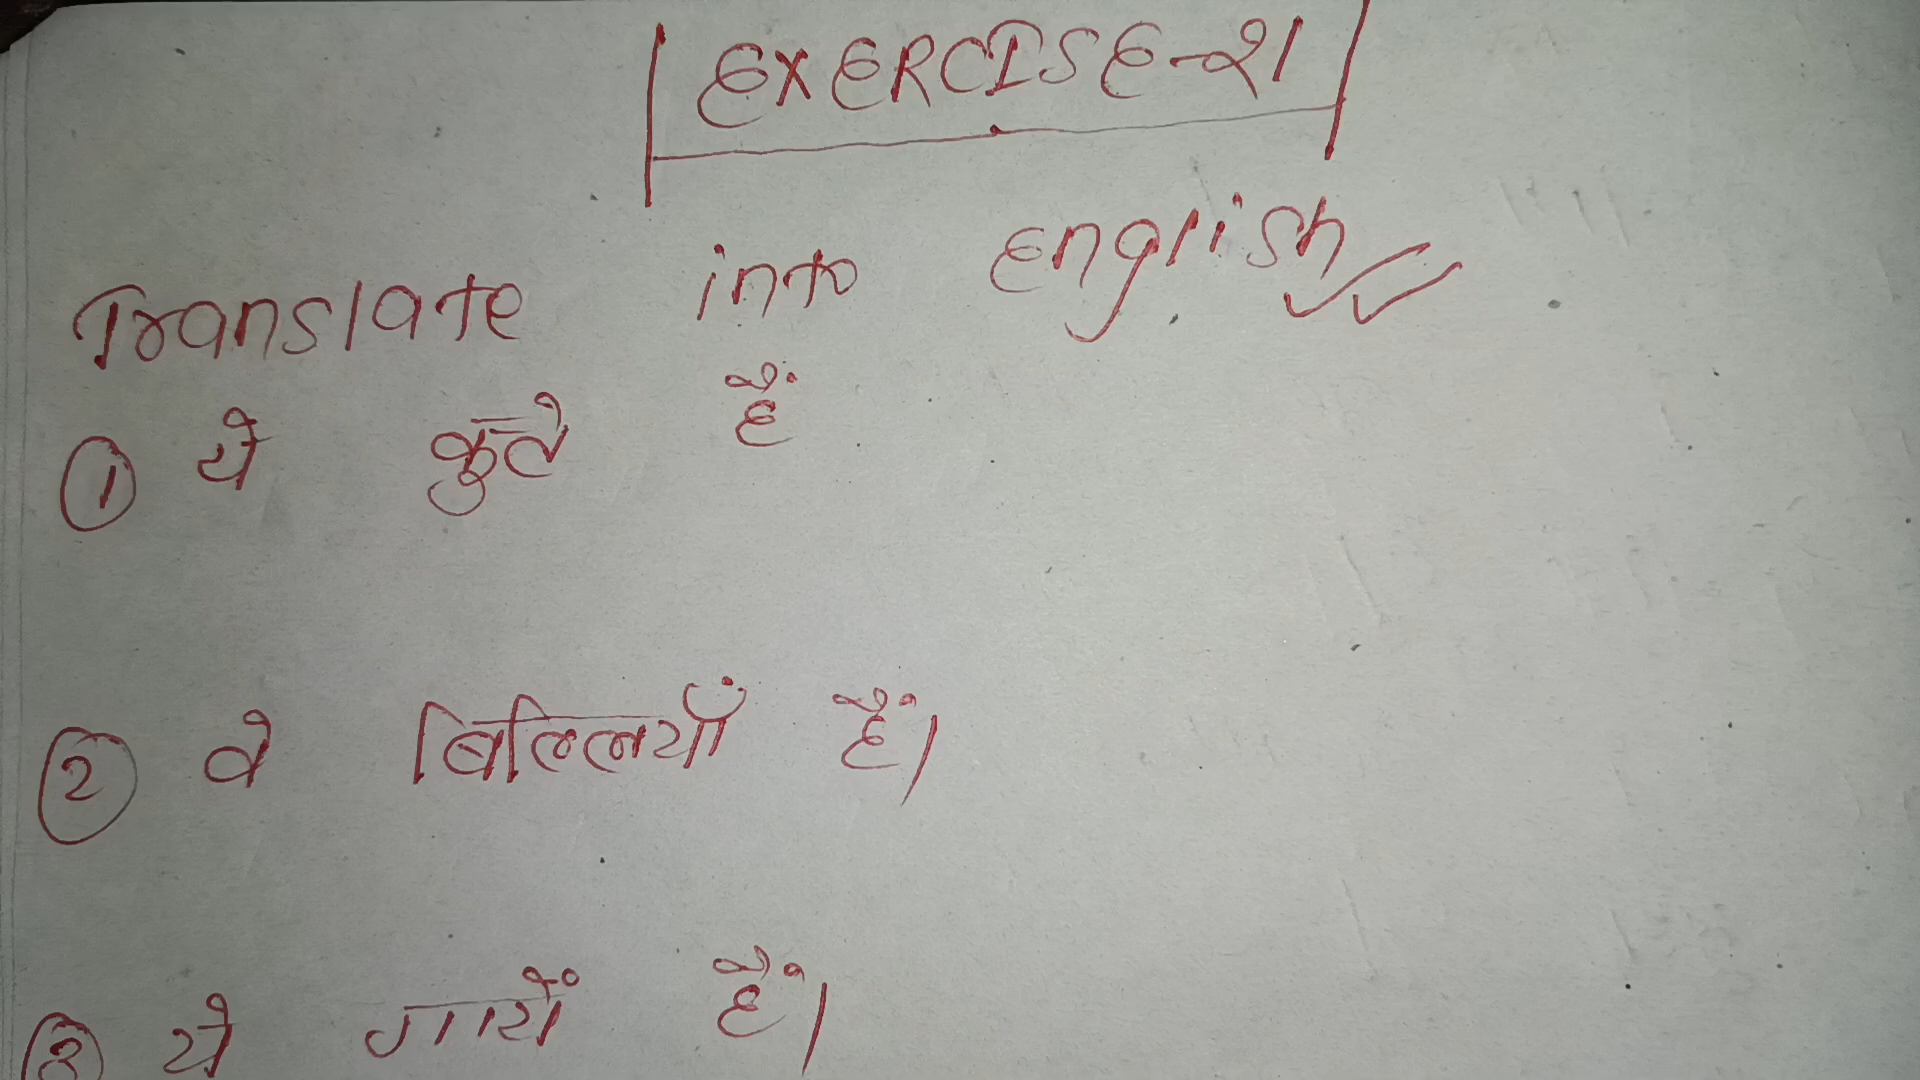 EXERCISE-21
Translate into English
① ये कुत्ते हैं
② वे बिल्लियाँ हैं।
③ ये गायें हैं।